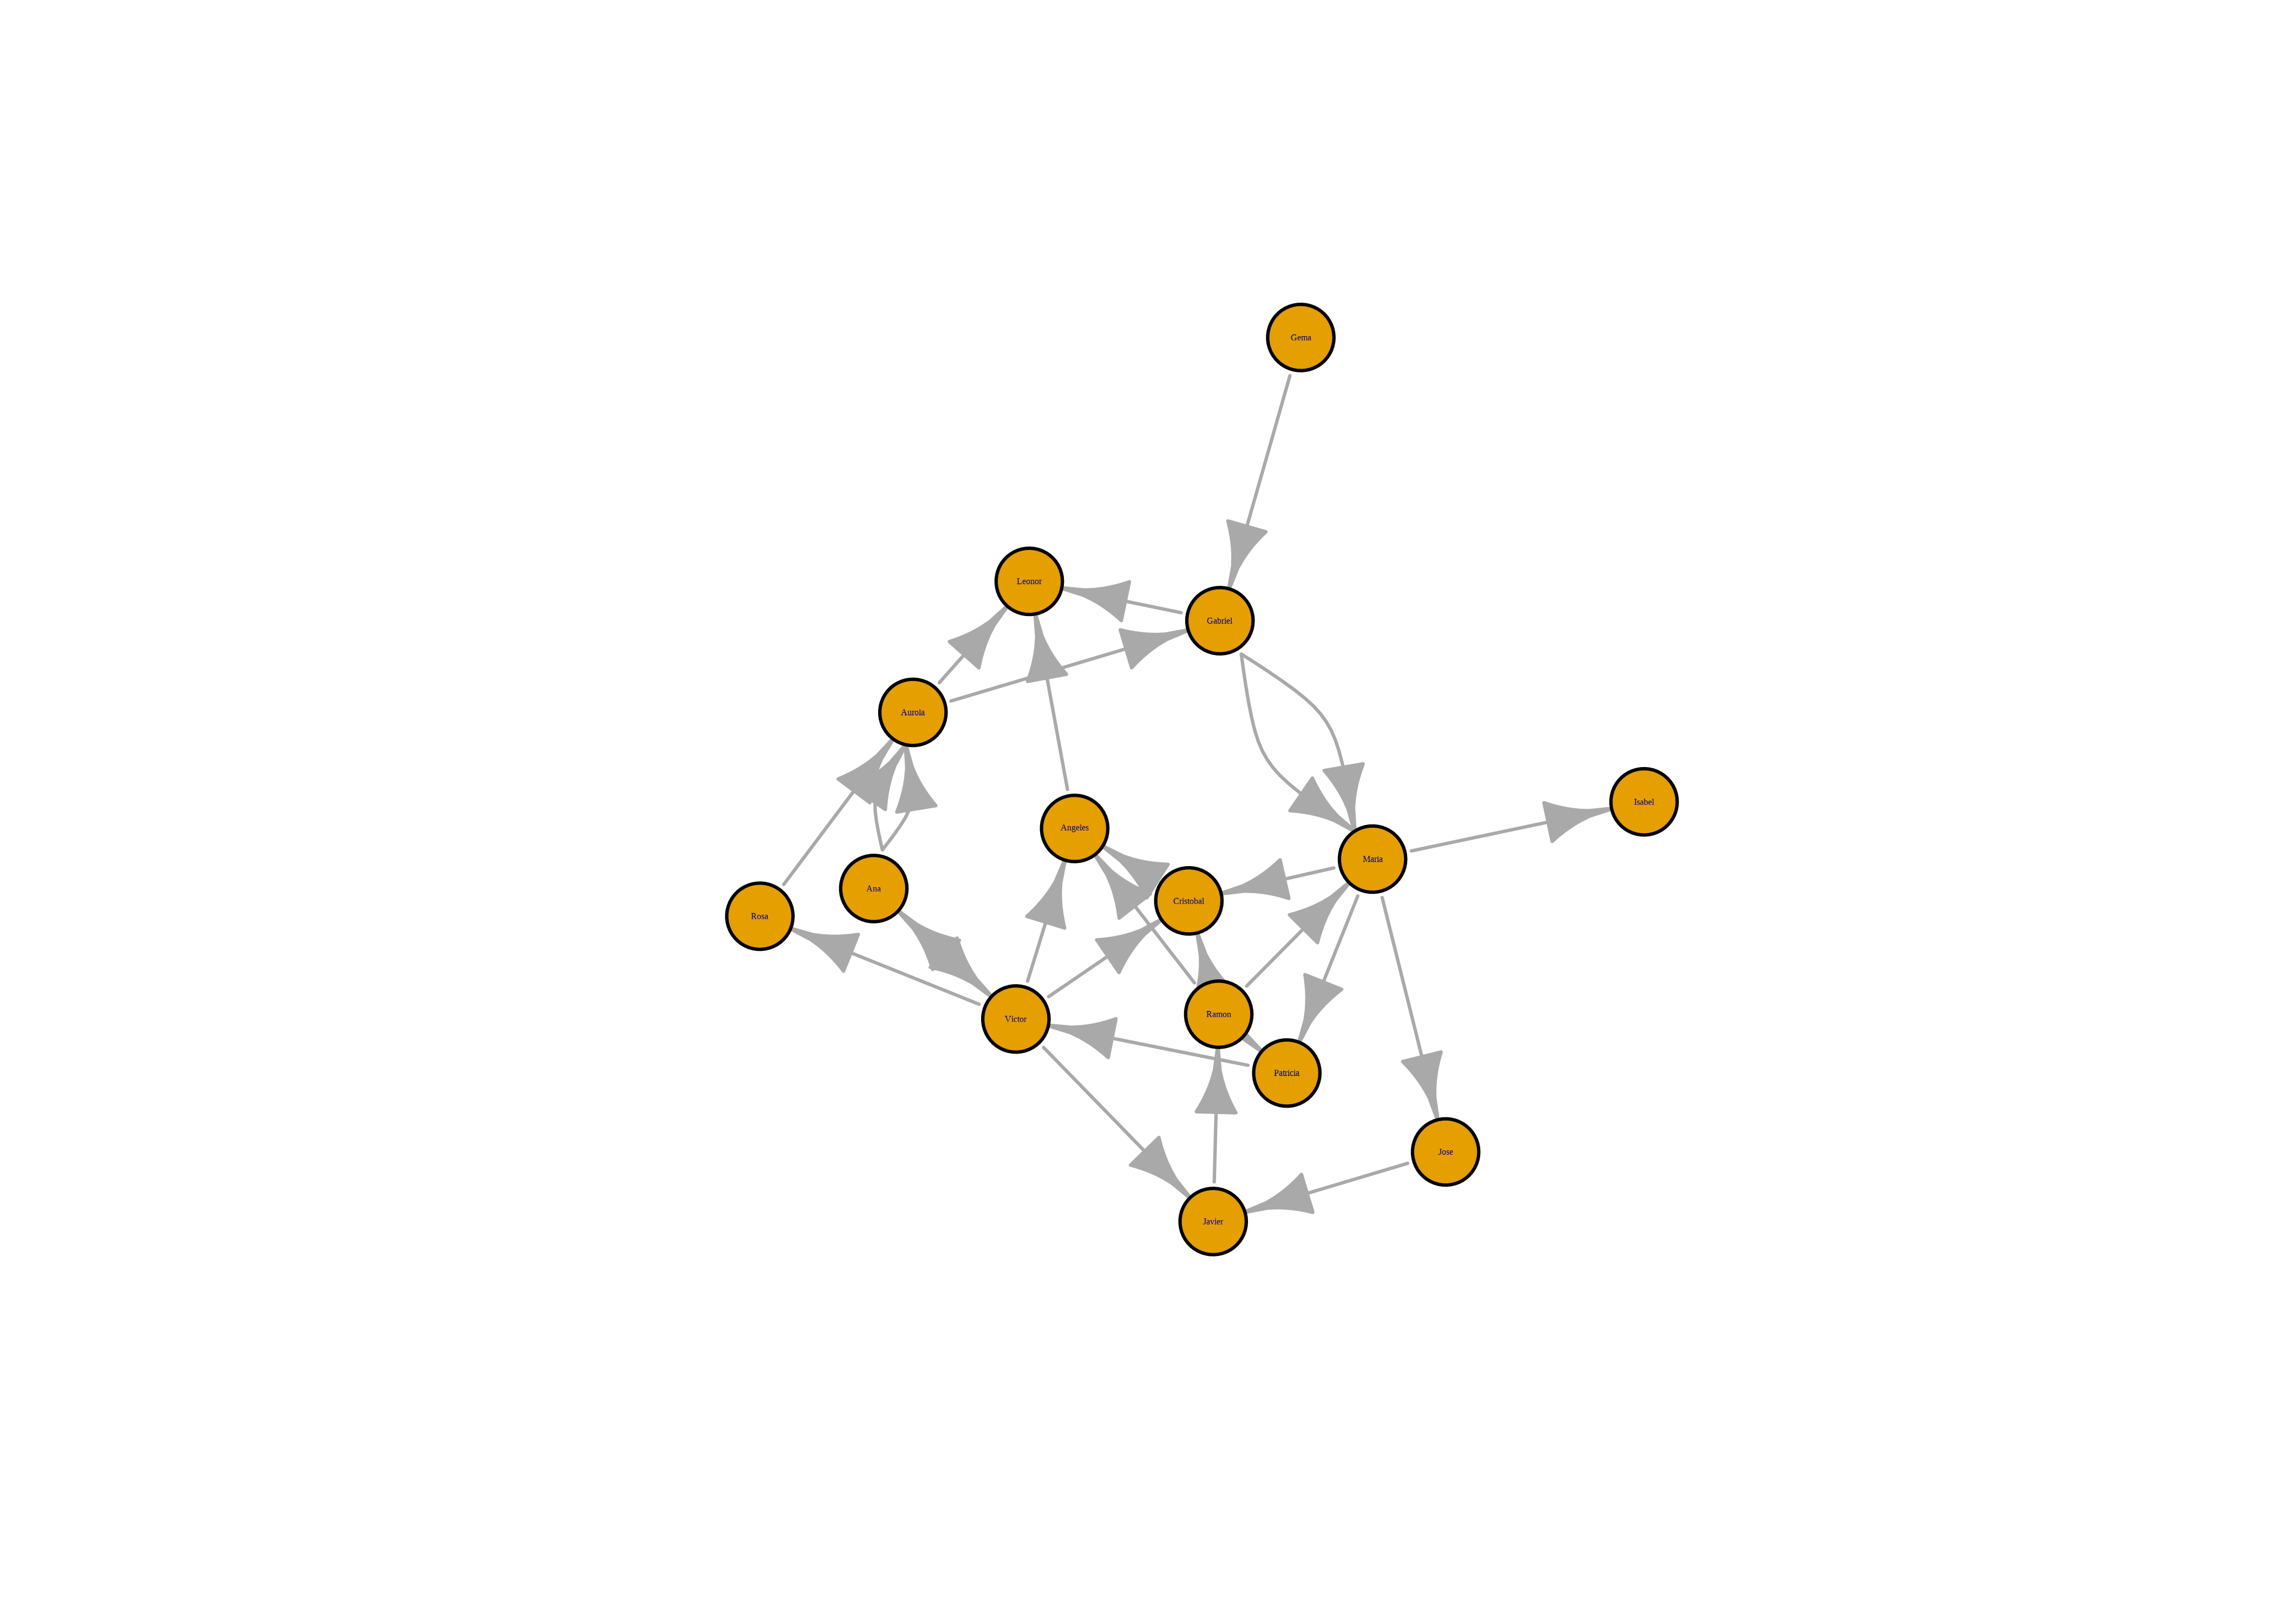 Gema
Leonor
Gabriel
Aurora
Isabel
Angeles
Maria
Ana
Cristobal
Rosa
Ramon
Victor
Patricia
Jose
Javier